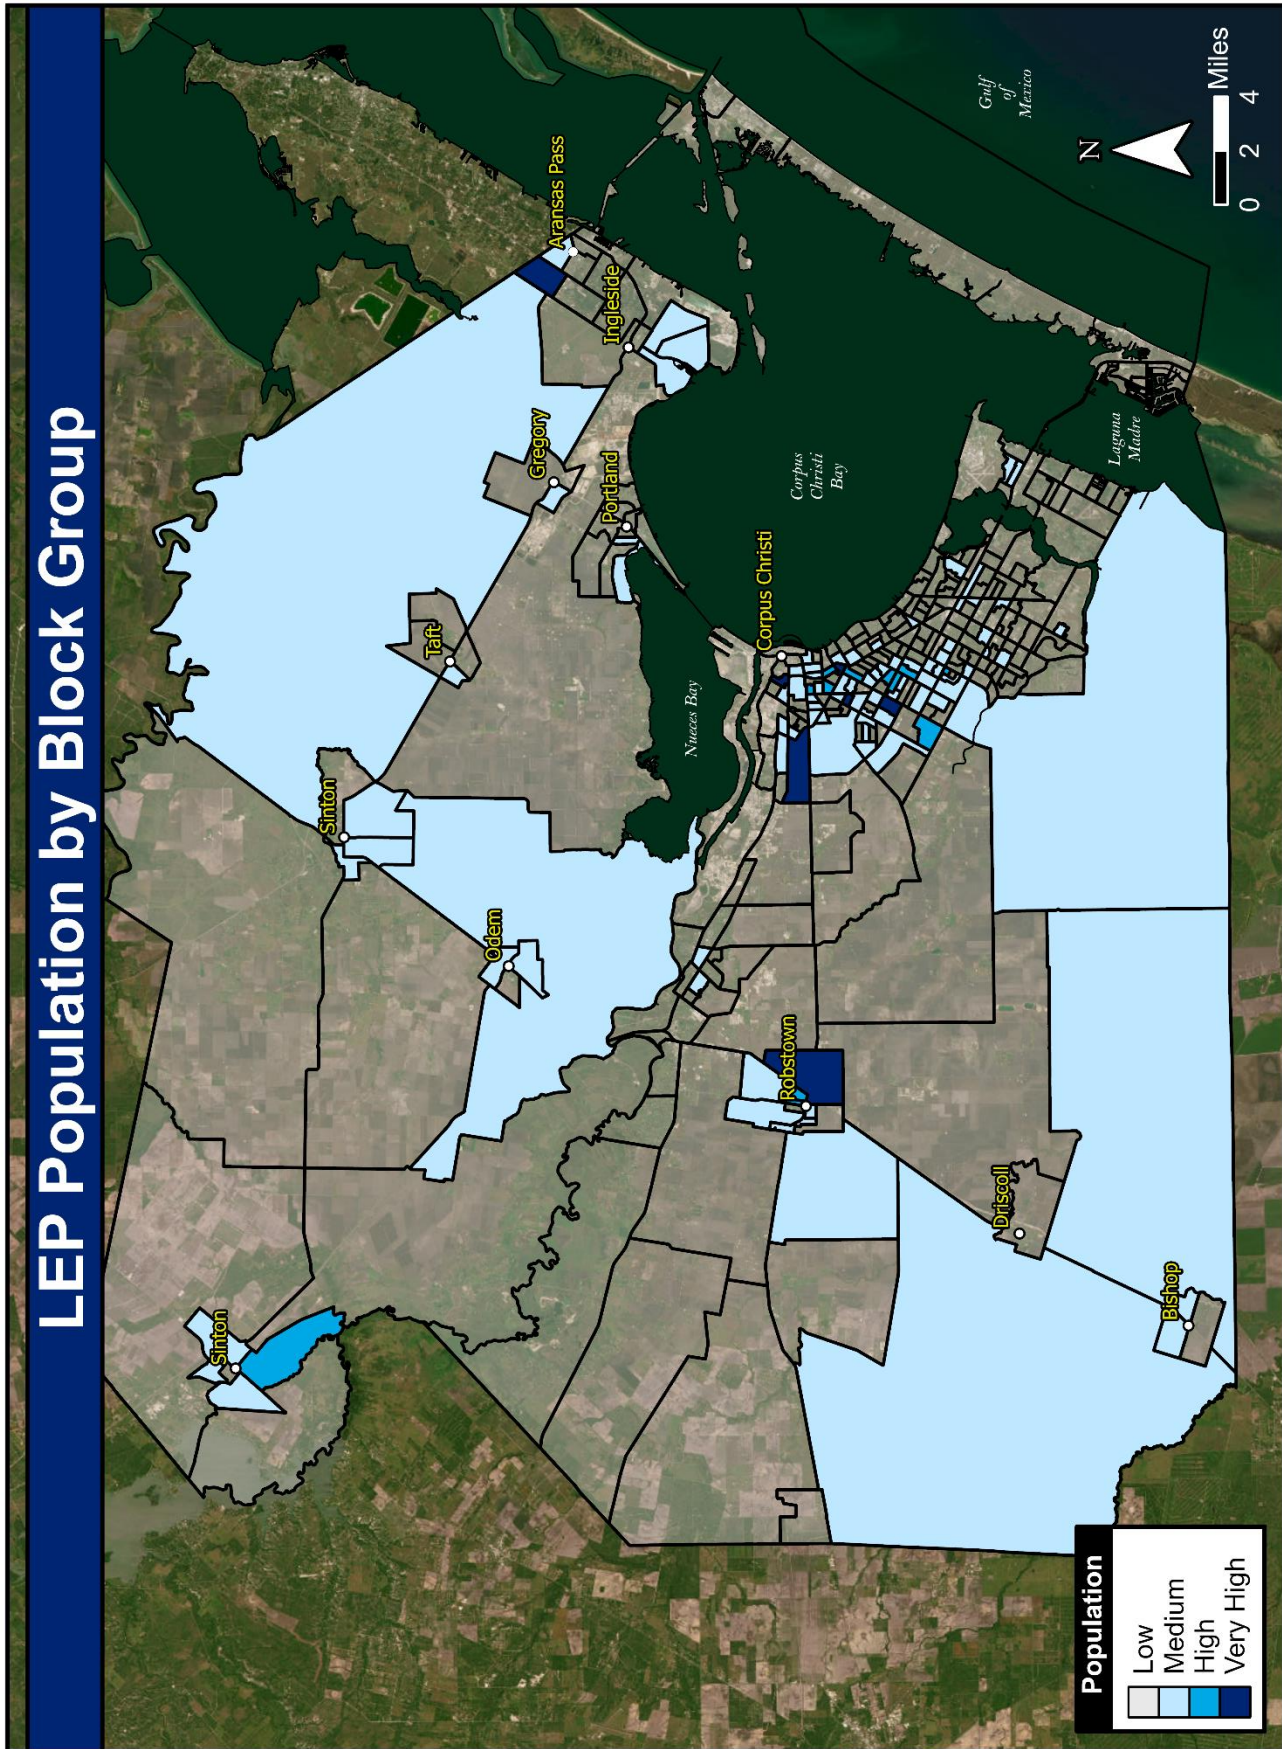 LEP Population by Block Group
Sinton
Sinton
Odem
Taft
Gregory
Portland
Ingleside
Aransas Pass
Corpus Christi
Robstown
Driscoll
Bishop
Nueces Bay
Corpus
Christi
Bay
Laguna
Madre
Gulf
of
Mexico
N
0 2 4 Miles
Population
Low
Medium
High
Very High